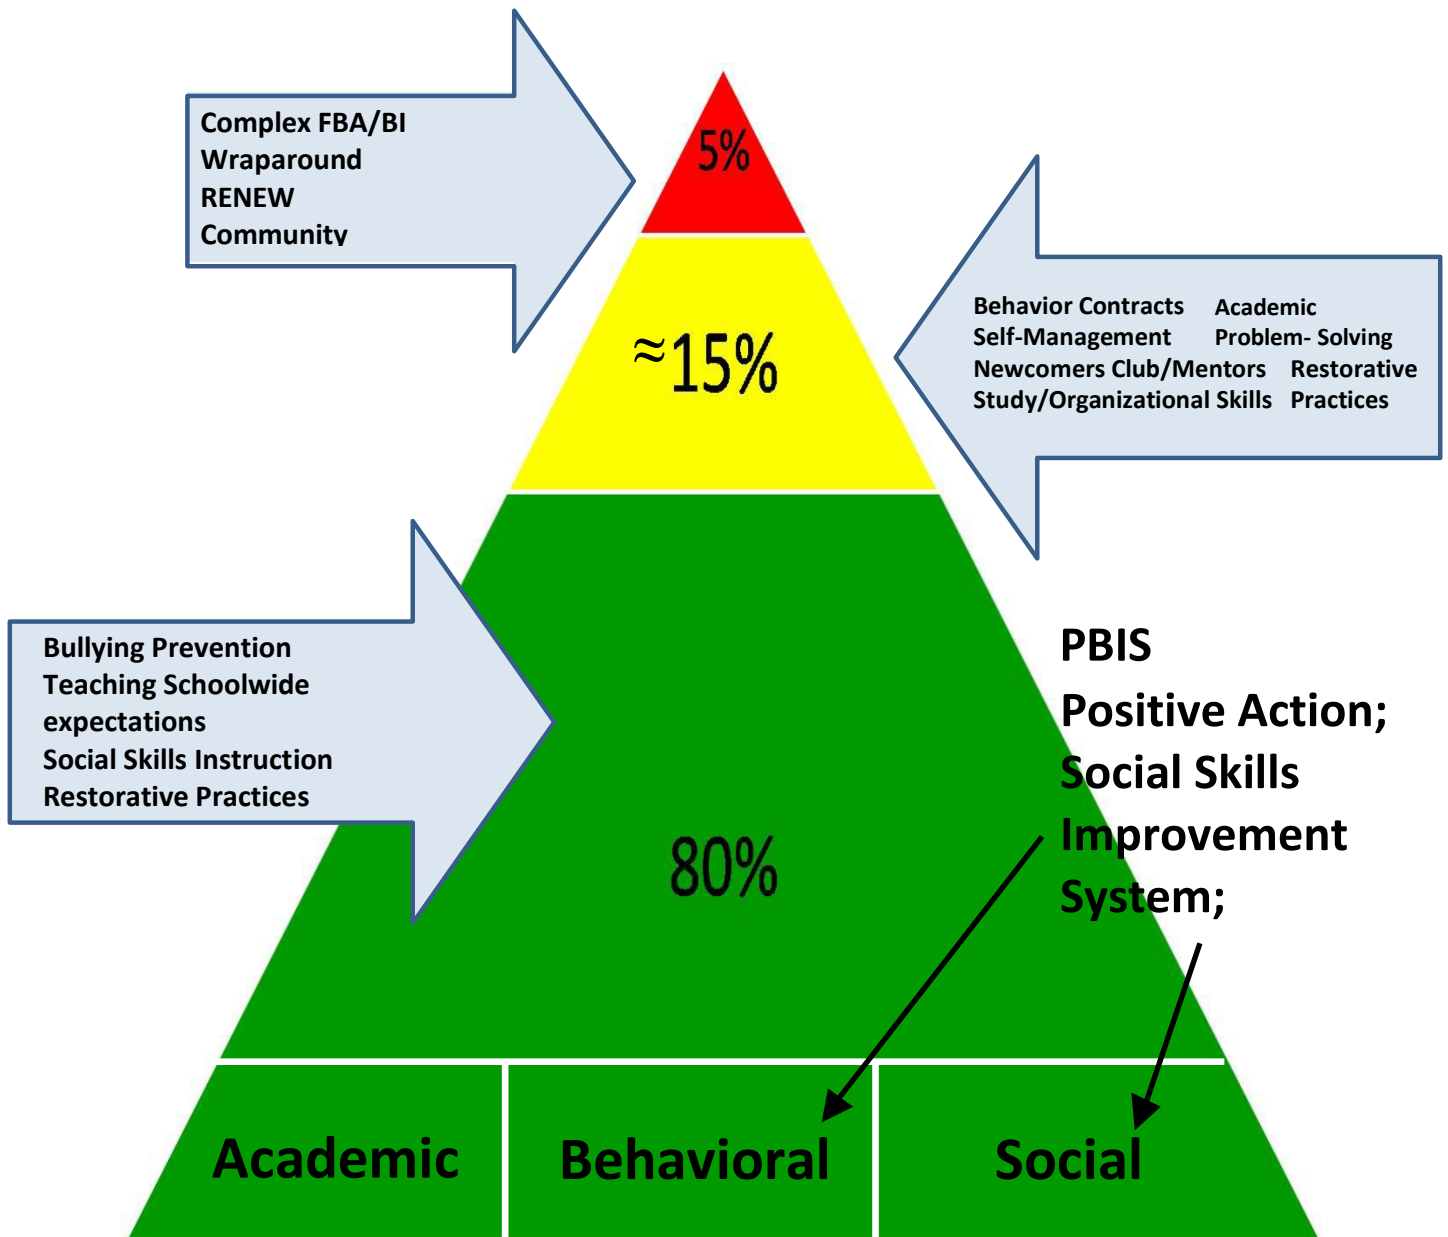 Complex FBA/BI
Wraparound
RENEW
Community
5%
Behavior Contracts Academic
Self-Management Problem- Solving
Newcomers Club/Mentors Restorative
Study/Organizational Skills Practices
≈15%
Bullying Prevention
Teaching Schoolwide
expectations
Social Skills Instruction
Restorative Practices
PBIS
Positive Action;
Social Skills
Improvement
System;
80%
Academic
Behavioral
Social